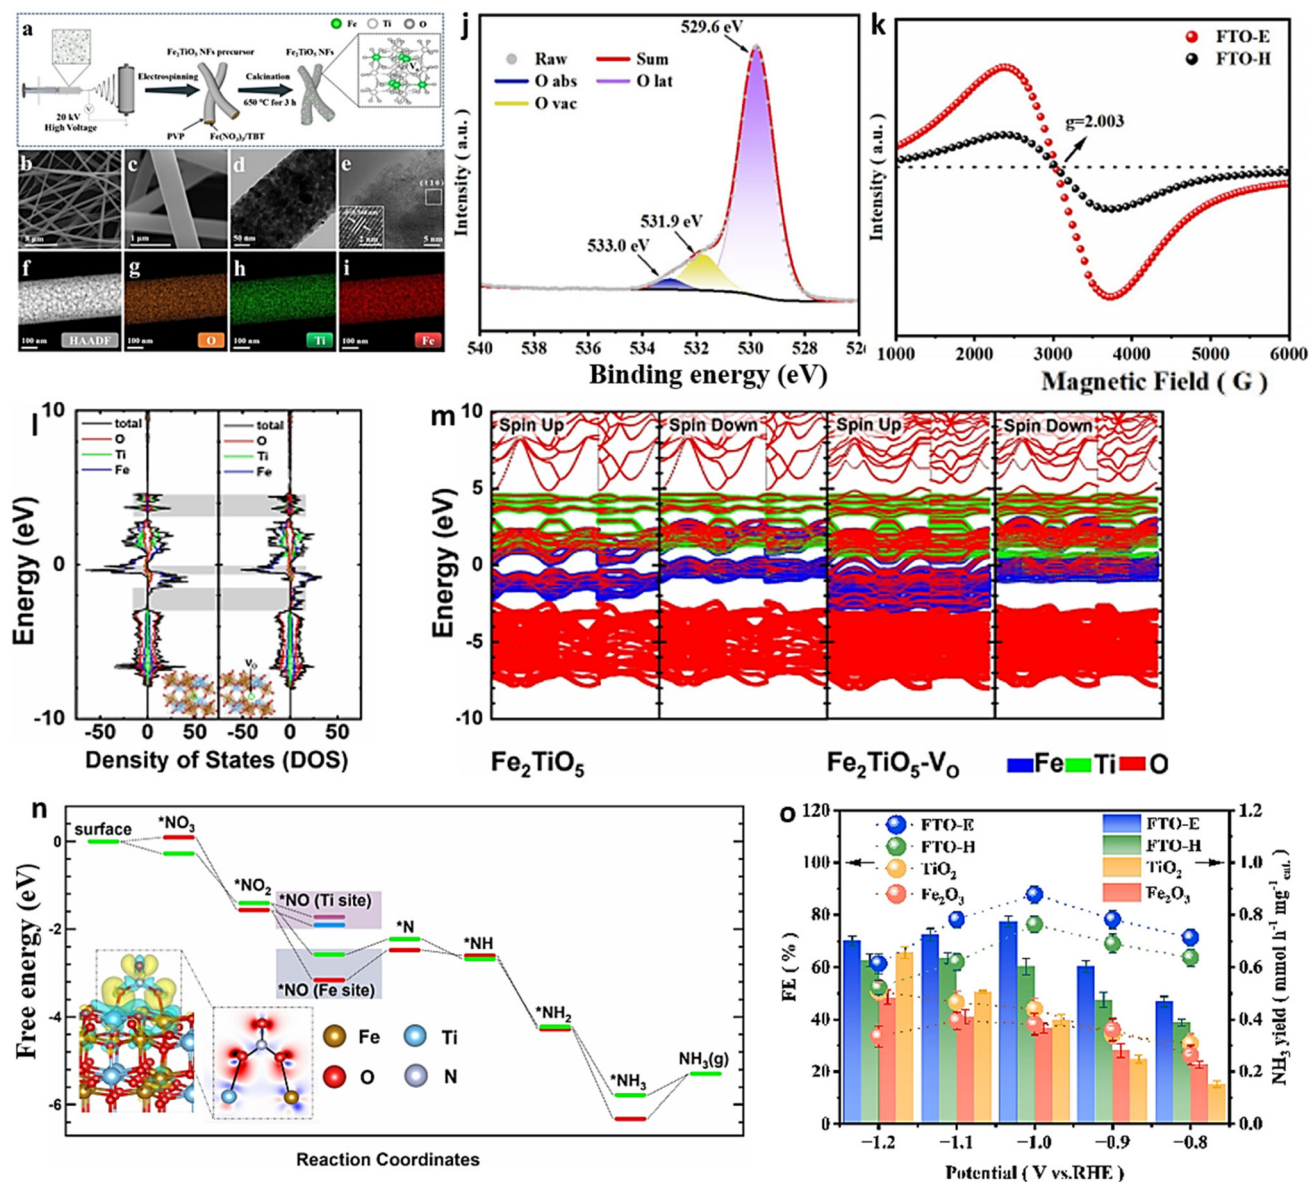 a
Fe
Ti
O
Fe₂TiO₅ NFs precursor
Fe₂TiO₅ NFs
Electrospinning
Calcination
650 °C for 3 h
V
20 kV
High Voltage
PVP
Fe(NO₃)₃/TBT
b
c
d
e
(110)
8 μm
1 μm
50 nm
2 nm
5 nm
f
g
h
i
100 nm
HAADF
100 nm
O
100 nm
Ti
100 nm
Fe
j
529.6 eV
Raw
Sum
O abs
O lat
O vac
531.9 eV
533.0 eV
Intensity (a.u.)
540
538
536
534
532
530
528
Binding energy (eV)
k
FTO-E
FTO-H
g=2.003
Intensity ( a.u.)
1000
2000
3000
4000
5000
6000
Magnetic Field ( G )
l
10
0
-10
Energy (eV)
total
O
Ti
Fe
total
O
Ti
Fe
Vo
-50
0
50
-50
0
50
Density of States (DOS)
m
10
5
0
-5
-10
Energy (eV)
Spin Up
Spin Down
Spin Up
Spin Down
Fe₂TiO₅
Fe₂TiO₅-Vo
Fe
Ti
O
n
0
-2
-4
-6
Free energy (eV)
surface
*NO₃
*NO₂
*NO (Ti site)
*N
*NH
*NO (Fe site)
*NH₂
*NH₃
NH₃(g)
Fe
Ti
O
N
Reaction Coordinates
o
120
100
80
60
40
20
0
FE ( % )
FTO-E
FTO-H
TiO₂
Fe₂O₃
FTO-E
FTO-H
TiO₂
Fe₂O₃
1.2
1.0
0.8
0.6
0.4
0.2
0.0
NH₃ yield ( mmol h⁻¹ mg⁻¹cat.)
−1.2
−1.1
−1.0
−0.9
−0.8
Potential ( V vs.RHE )